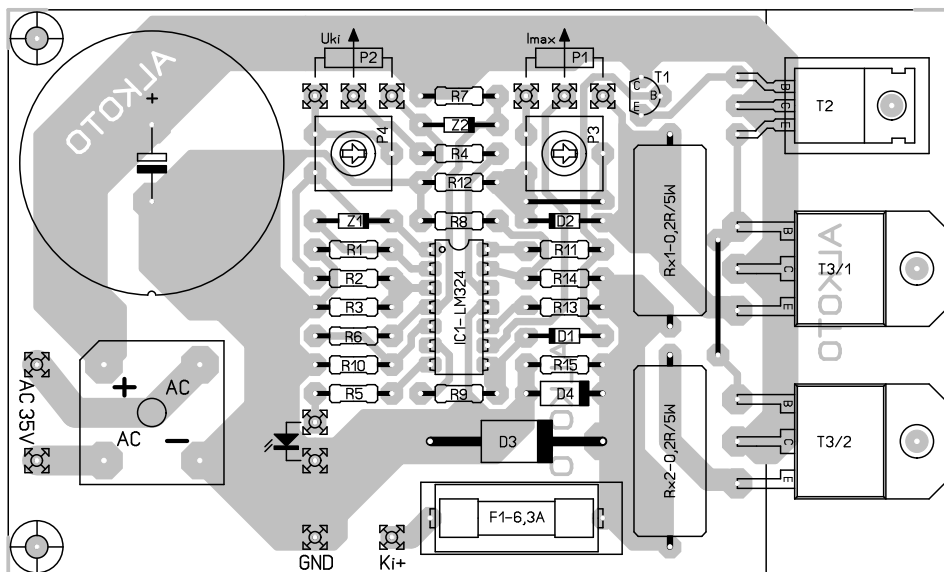 Uki
P2
Imax
P1
T1
C
B
E
R7
Z2
R4
R12
P4
P3
B
C
E
T2
ALKOTO
+
Z1
R8
D2
R1
R11
R2
R14
R3
R13
R6
D1
R10
R15
R5
R9
D4
IC1-LM324
Rx1-0,2R/5W
B
C
E
T3/1
ALKOTO
ALKOTO
AC 35V
+
AC
AC
-
D3
Rx2-0,2R/5W
B
C
E
T3/2
F1-6,3A
GND
Ki+